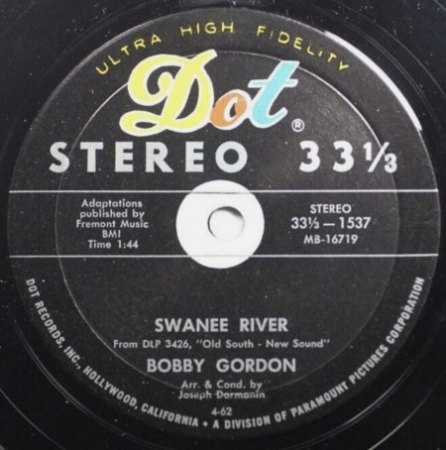 ULTRA HIGH FIDELITY
Dot®
STEREO 33⅓
Adaptations
published by
Fremont Music
BMI
Time 1:44
STEREO
33⅓—1537
MB-16719
SWANEE RIVER
From DLP 3426, "Old South - New Sound"
BOBBY GORDON
Arr. & Cond. by
Joseph Darmanin
4-62
DOT RECORDS, INC., HOLLYWOOD, CALIFORNIA • A DIVISION OF PARAMOUNT PICTURES CORPORATION